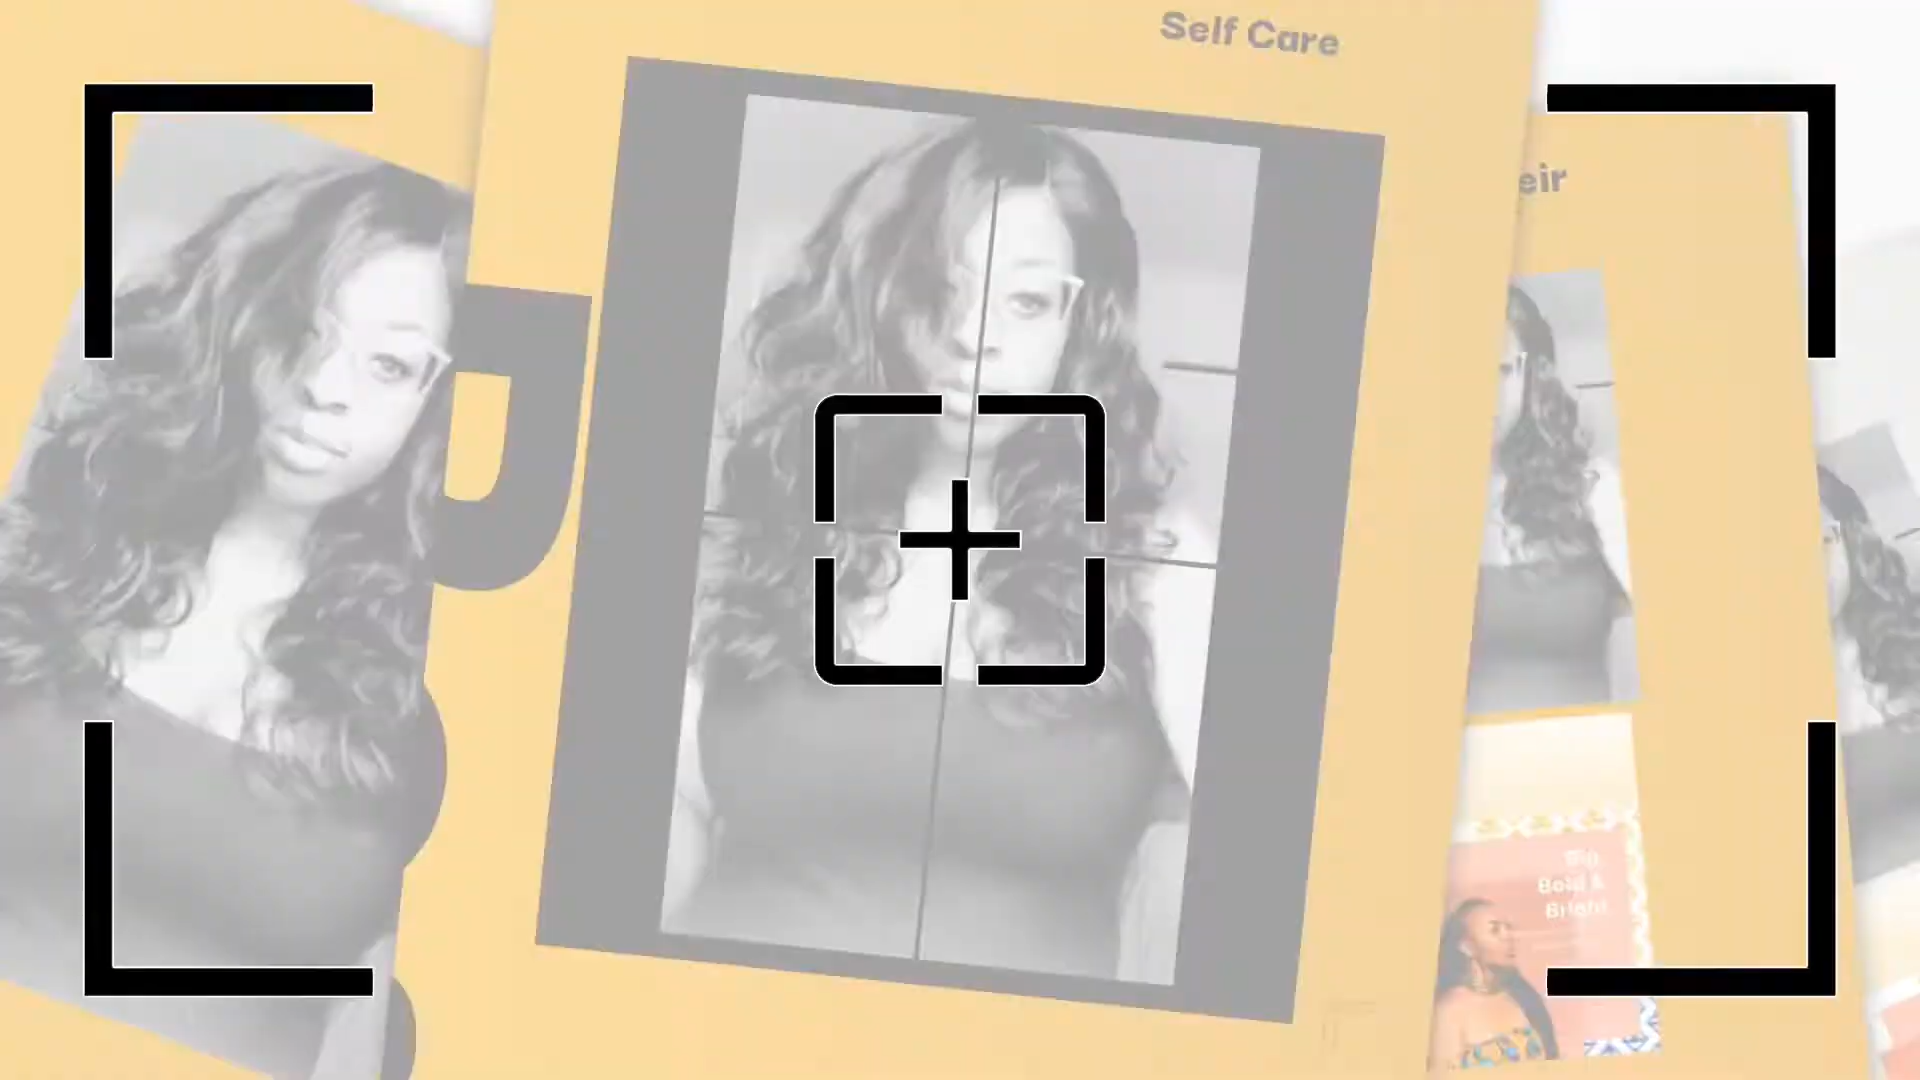 Self Care
eir
Big
Bold &
Bright